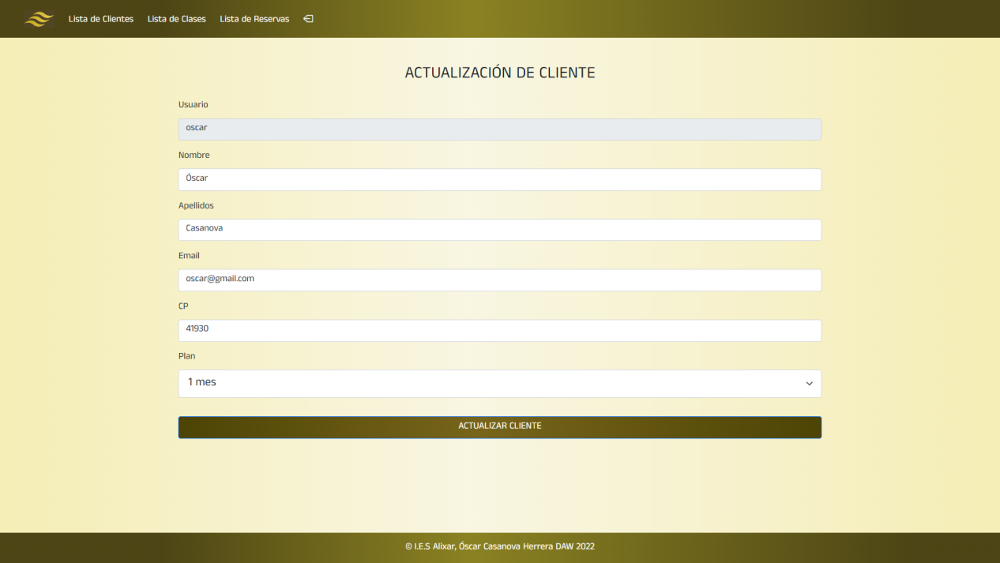 Lista de Clientes Lista de Clases Lista de Reservas
ACTUALIZACIÓN DE CLIENTE
Usuario
oscar
Nombre
Óscar
Apellidos
Casanova
Email
oscar@gmail.com
CP
41930
Plan
1 mes
ACTUALIZAR CLIENTE
© I.E.S Alixar, Óscar Casanova Herrera DAW 2022